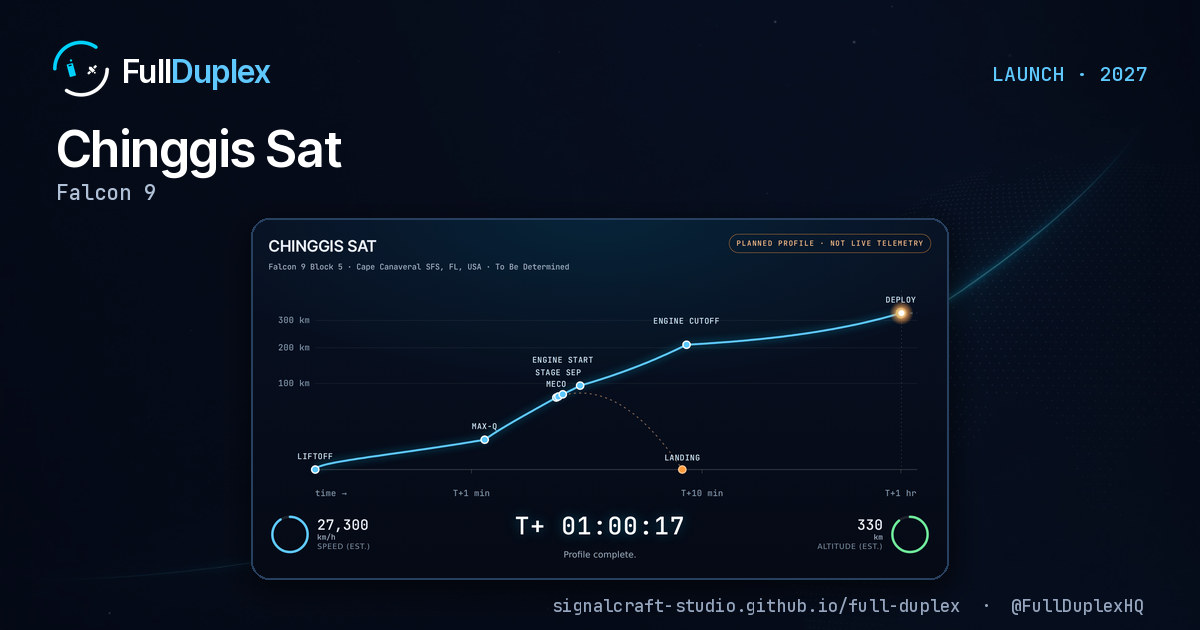 FullDuplex
LAUNCH · 2027
Chinggis Sat
Falcon 9
CHINGGIS SAT
PLANNED PROFILE · NOT LIVE TELEMETRY
Falcon 9 Block 5 · Cape Canaveral SFS, FL, USA · To Be Determined
DEPLOY
300 km
ENGINE CUTOFF
200 km
ENGINE START
STAGE SEP
100 km
MECO
MAX-Q
LIFTOFF
LANDING
time →
T+1 min
T+10 min
T+1 hr
27,300
km/h
SPEED (EST.)
T+ 01:00:17
Profile complete.
330
km
ALTITUDE (EST.)
signalcraft-studio.github.io/full-duplex · @FullDuplexHQ